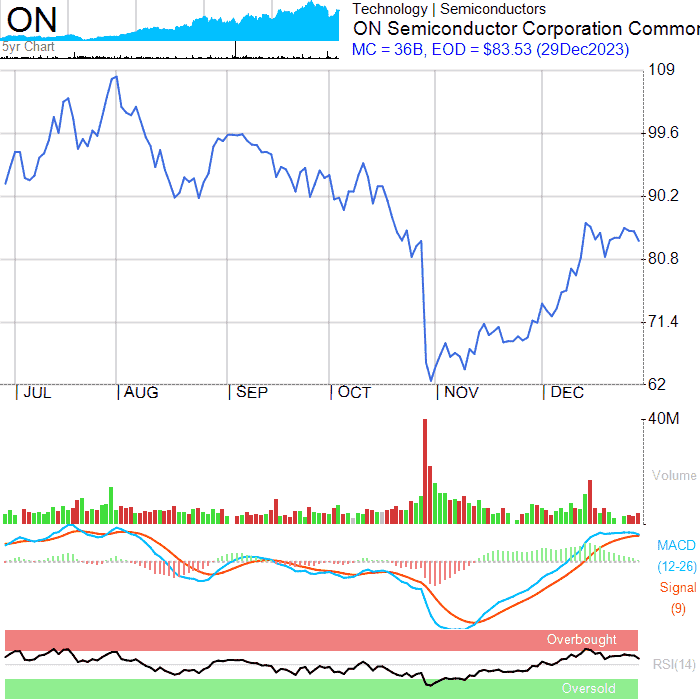 ON
5yr Chart
Technology | Semiconductors
ON Semiconductor Corporation Common
MC = 36B, EOD = $83.53 (29Dec2023)
109
99.6
90.2
80.8
71.4
62
JUL
AUG
SEP
OCT
NOV
DEC
40M
Volume
MACD
(12-26)
Signal
(9)
Overbought
RSI(14)
Oversold